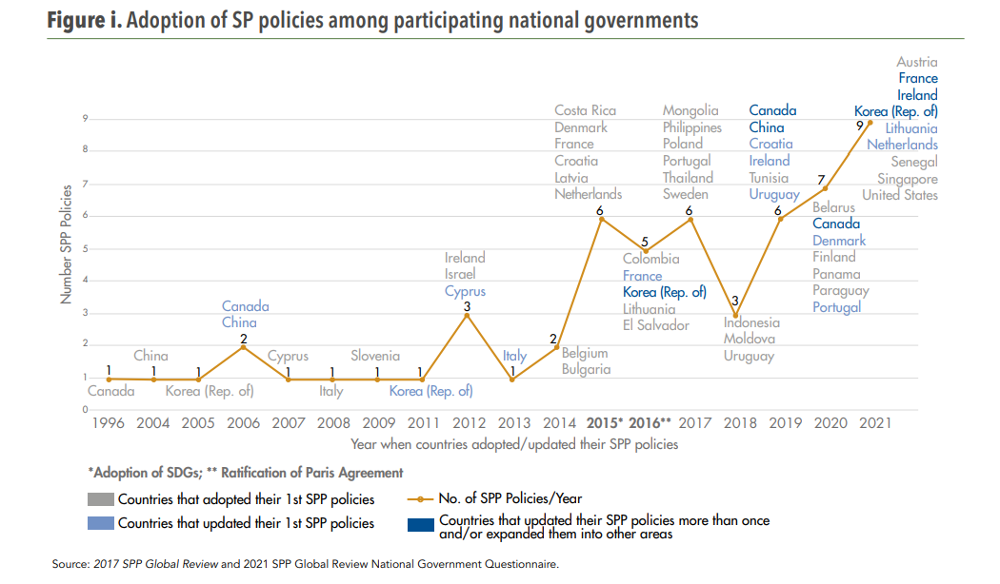 Figure i. Adoption of SP policies among participating national governments
Number SPP Policies
9
8
7
6
5
4
3
2
1
0
1
Canada
China
1
1
Korea (Rep. of)
Canada
China
2
Cyprus
1
1
Italy
Slovenia
1
1
Korea (Rep. of)
Ireland
Israel
Cyprus
3
Italy
1
2
Belgium
Bulgaria
Costa Rica
Denmark
France
Croatia
Latvia
Netherlands
6
5
Colombia
France
Korea (Rep. of)
Lithuania
El Salvador
Mongolia
Philippines
Poland
Portugal
Thailand
Sweden
6
3
Indonesia
Moldova
Uruguay
Canada
China
Croatia
Ireland
Tunisia
Uruguay
6
7
Belarus
Canada
Denmark
Finland
Panama
Paraguay
Portugal
Austria
France
Ireland
Korea (Rep. of)
9
Lithuania
Netherlands
Senegal
Singapore
United States
1996 2004 2005 2006 2007 2008 2009 2011 2012 2013 2014 2015* 2016** 2017 2018 2019 2020 2021
Year when countries adopted/updated their SPP policies
*Adoption of SDGs; ** Ratification of Paris Agreement
Countries that adopted their 1st SPP policies
No. of SPP Policies/Year
Countries that updated their 1st SPP policies
Countries that updated their SPP policies more than once
and/or expanded them into other areas
Source: 2017 SPP Global Review and 2021 SPP Global Review National Government Questionnaire.